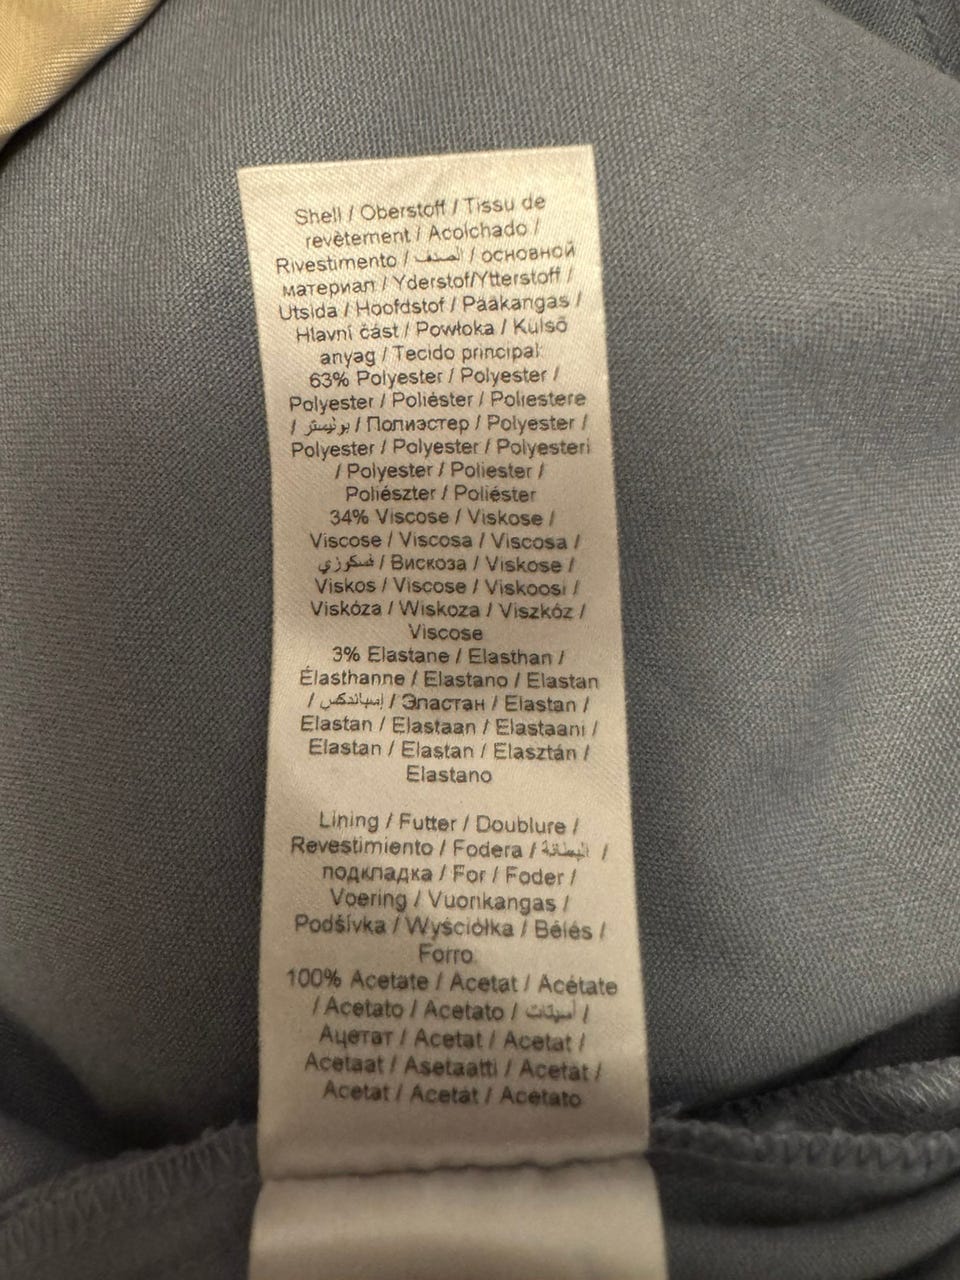 Shell / Oberstoff / Tissu de
revêtement / Acolchado /
Rivestimento / الصدف / основной
материал / Yderstof/Ytterstoff /
Utsida / Hoofdstof / Pääkangas /
Hlavní část / Powłoka / Külső
anyag / Tecido principal:
63% Polyester / Polyester /
Polyester / Poliéster / Poliestere
/ بوليستر / Полиэстер / Polyester /
Polyester / Polyester / Polyesteri
/ Polyester / Poliester /
Poliészter / Poliéster
34% Viscose / Viskose /
Viscose / Viscosa / Viscosa /
فسكوزي / Вискоза / Viskose /
Viskos / Viscose / Viskoosi /
Viskóza / Wiskoza / Viszkóz /
Viscose
3% Elastane / Elasthan /
Élasthanne / Elastano / Elastan
/ إسباندكس / Эластан / Elastan /
Elastan / Elastaan / Elastaani /
Elastan / Elastan / Elasztán /
Elastano
Lining / Futter / Doublure /
Revestimiento / Fodera / البطانة /
подкладка / For / Foder /
Voering / Vuorikangas /
Podšívka / Wyściółka / Bélés /
Forro:
100% Acetate / Acetat / Acétate
/ Acetato / Acetato / أسيتات /
Ацетат / Acetat / Acetat /
Acetaat / Asetaatti / Acetát /
Acetat / Acetát / Acetato